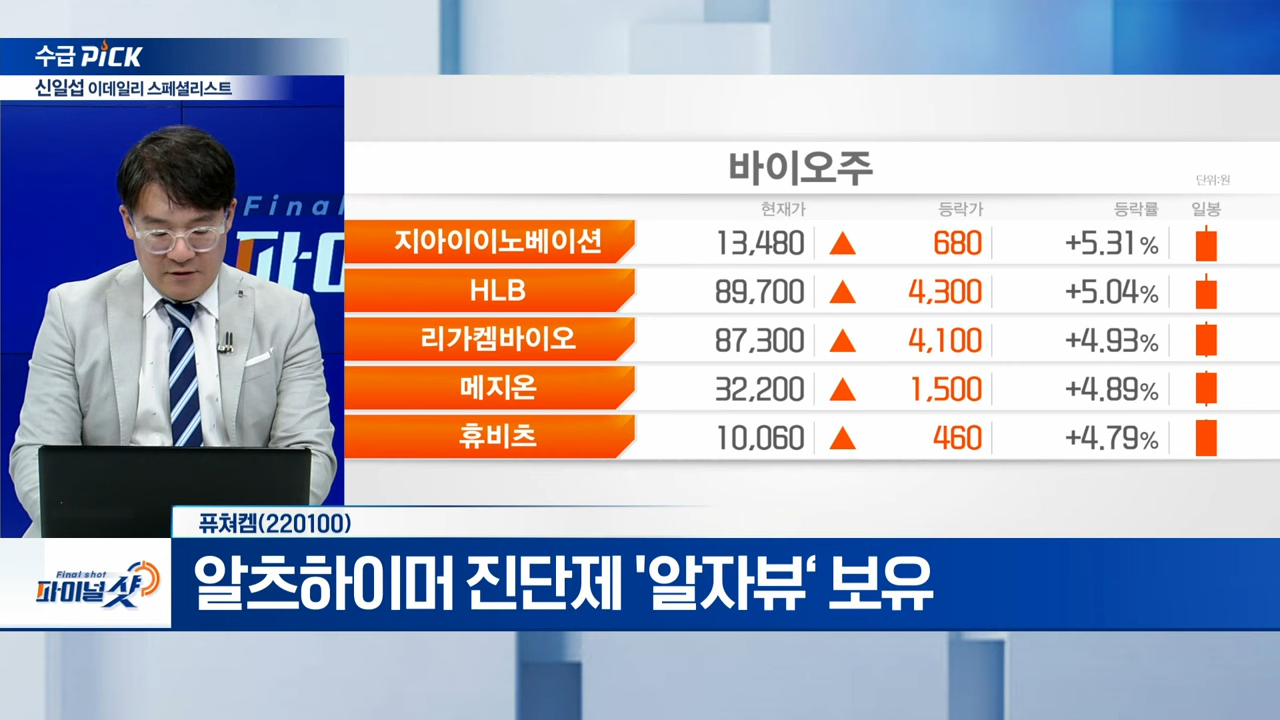 수급 PiCK
신일섭 이데일리 스페셜리스트
Final
파이
바이오주
단위:원
현재가 등락가 등락률 일봉
지아이이노베이션 13,480 ▲ 680 +5.31%
HLB 89,700 ▲ 4,300 +5.04%
리가켐바이오 87,300 ▲ 4,100 +4.93%
메지온 32,200 ▲ 1,500 +4.89%
휴비츠 10,060 ▲ 460 +4.79%
퓨쳐켐(220100)
Final shot
파이널샷
알츠하이머 진단제 '알자뷰‘ 보유